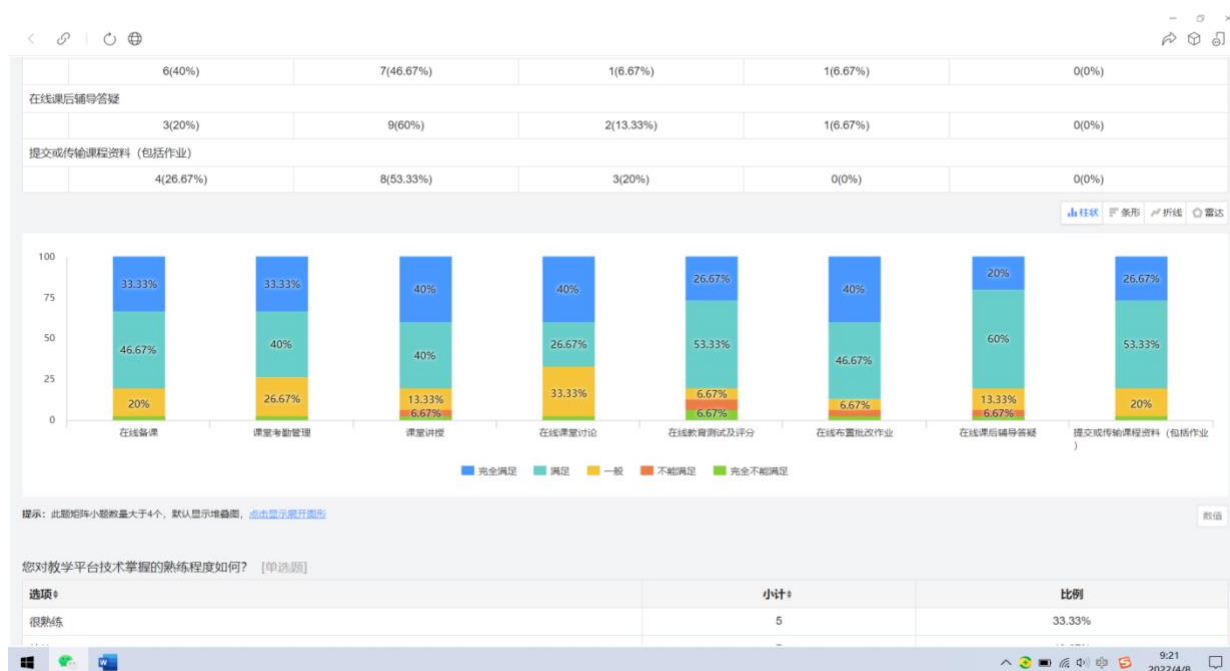 6(40%) 7(46.67%) 1(6.67%) 1(6.67%) 0(0%)
在线课后辅导答疑
3(20%) 9(60%) 2(13.33%) 1(6.67%) 0(0%)
提交或传输课程资料（包括作业）
4(26.67%) 8(53.33%) 3(20%) 0(0%) 0(0%)
柱状 条形 折线 雷达
100
75
50
25
0
33.33% 33.33% 40% 40% 26.67% 40% 20% 26.67%
46.67% 40% 40% 26.67% 53.33% 46.67% 60% 53.33%
20% 26.67% 13.33% 33.33% 6.67% 6.67% 13.33% 20%
6.67% 6.67% 6.67%
在线备课 课堂考勤管理 课堂讲授 在线课堂讨论 在线教育测试及评分 在线布置批改作业 在线课后辅导答疑 提交或传输课程资料（包括作业
）
完全满足 满足 一般 不能满足 完全不能满足
提示：此题矩阵小题数量大于4个，默认显示堆叠图，点击显示展开图形
数值
您对教学平台技术掌握的熟练程度如何？ [单选题]
选项 小计 比例
很熟练 5 33.33%
9:21
2022/4/8